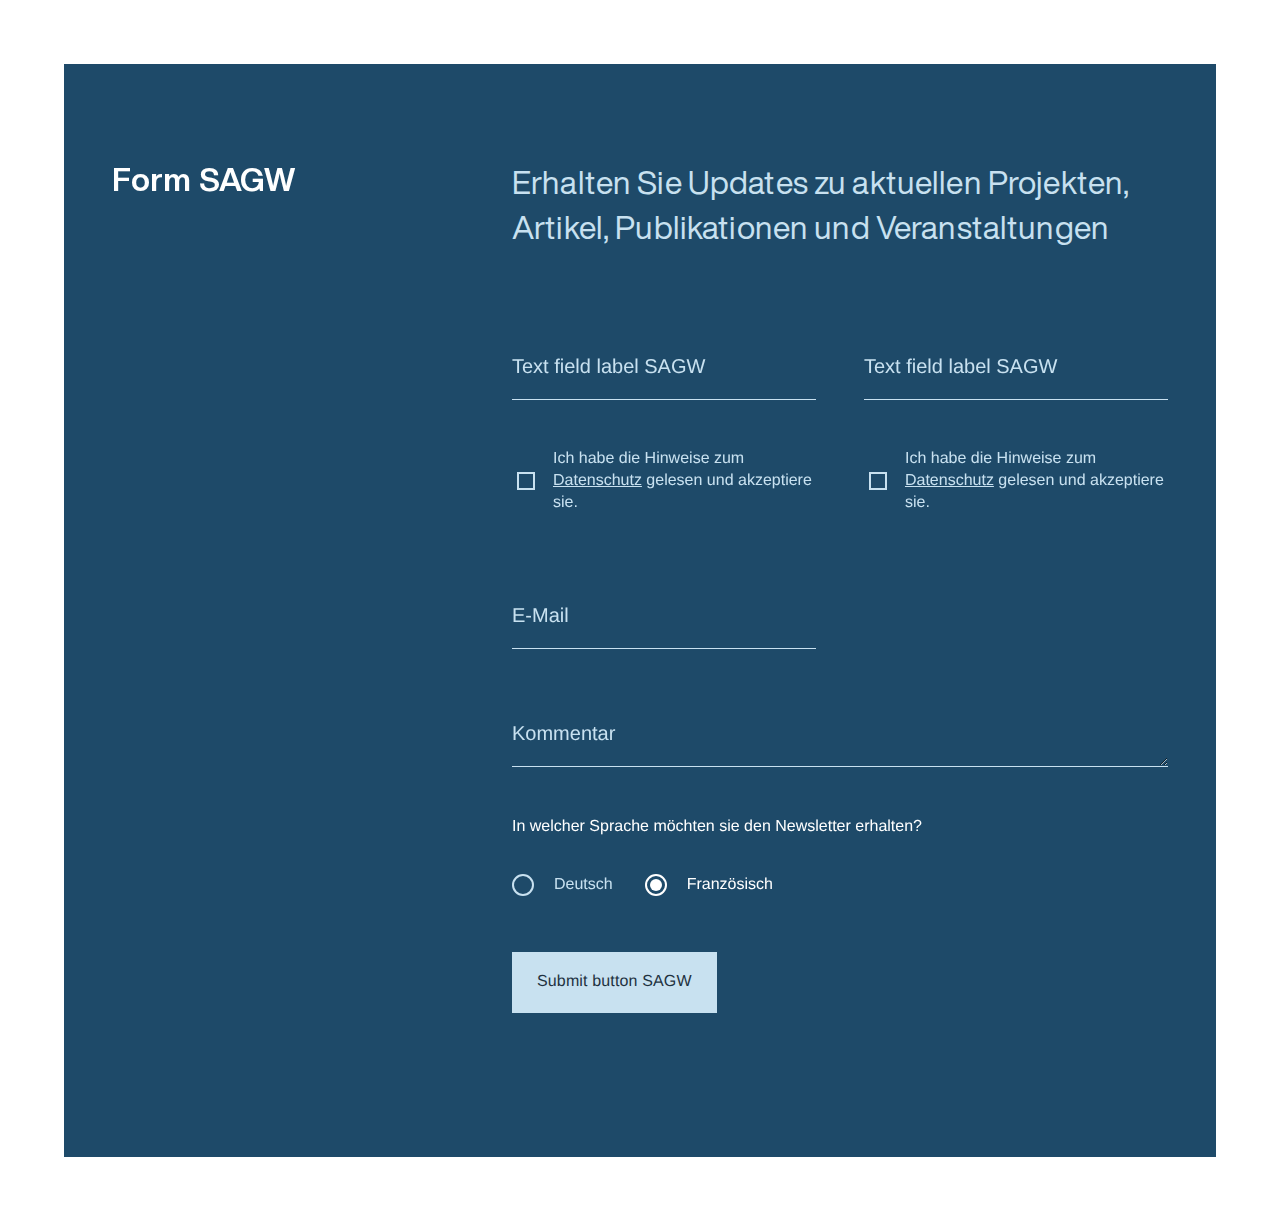 Form SAGW
Erhalten Sie Updates zu aktuellen Projekten,
Artikel, Publikationen und Veranstaltungen
Text field label SAGW
Text field label SAGW
Ich habe die Hinweise zum
Datenschutz gelesen und akzeptiere
sie.
Ich habe die Hinweise zum
Datenschutz gelesen und akzeptiere
sie.
E-Mail
Kommentar
In welcher Sprache möchten sie den Newsletter erhalten?
Deutsch
Französisch
Submit button SAGW